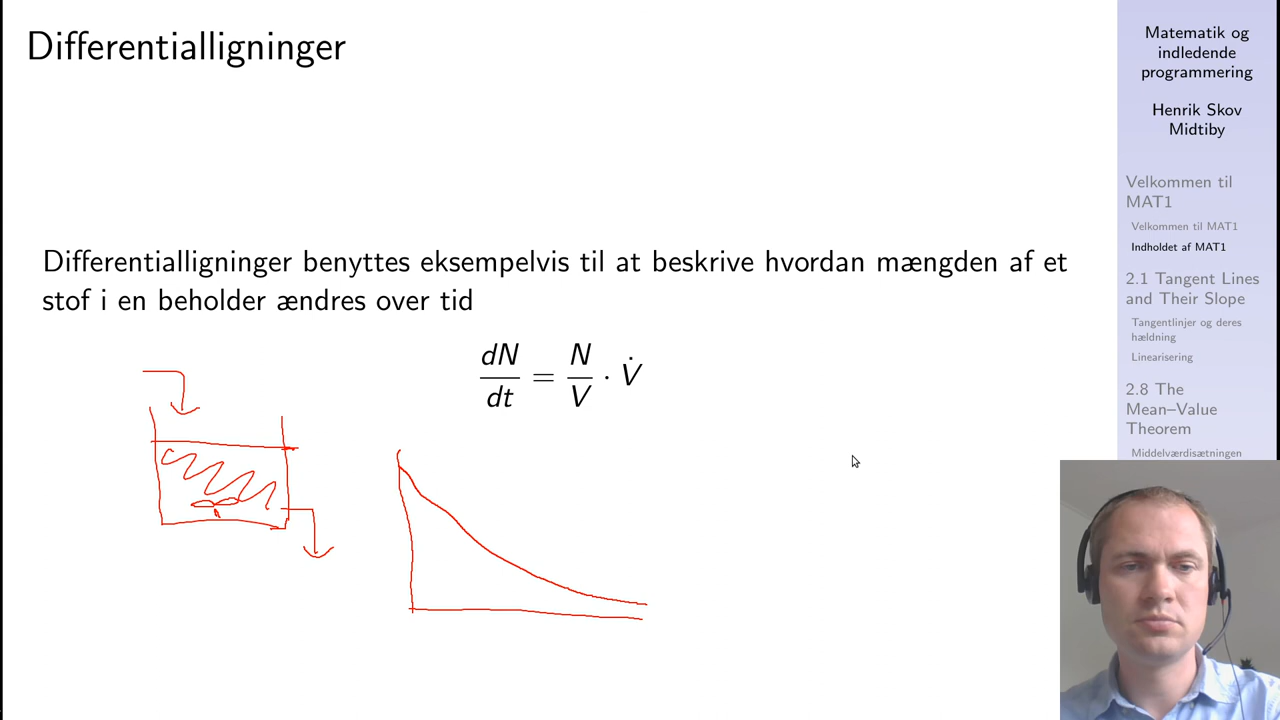 Differentialligninger
Differentialligninger benyttes eksempelvis til at beskrive hvordan mængden af et
stof i en beholder ændres over tid
dN/dt = N/V · V̇
Matematik og
indledende
programmering
Henrik Skov
Midtiby
Velkommen til
MAT1
Velkommen til MAT1
Indholdet af MAT1
2.1 Tangent Lines
and Their Slope
Tangentlinjer og deres
hældning
Linearisering
2.8 The
Mean–Value
Theorem
Middelværdisætningen